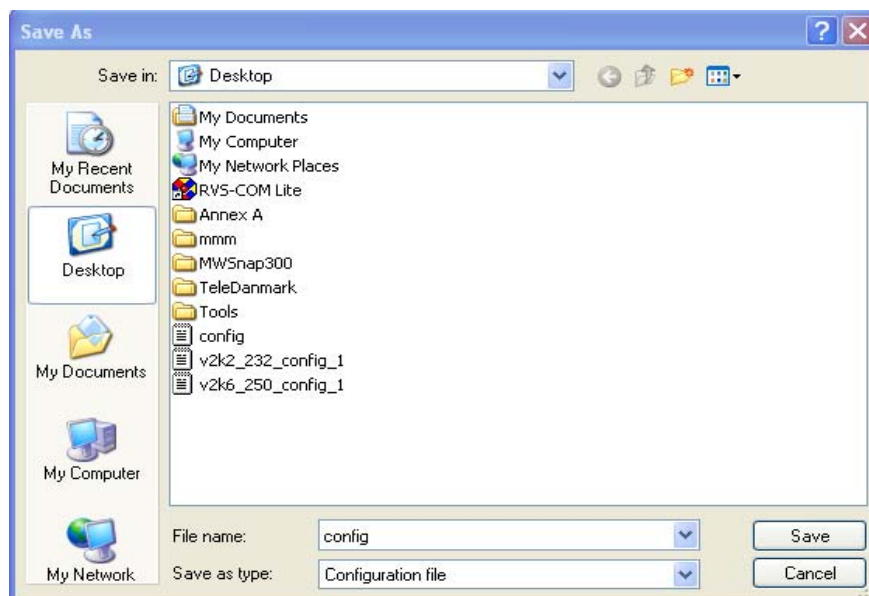 Save As
Save in:
Desktop
My Recent
Documents
Desktop
My Documents
My Computer
My Network
My Documents
My Computer
My Network Places
RVS-COM Lite
Annex A
mmm
MWSnap300
TeleDanmark
Tools
config
v2k2_232_config_1
v2k6_250_config_1
File name:
config
Save
Save as type:
Configuration file
Cancel